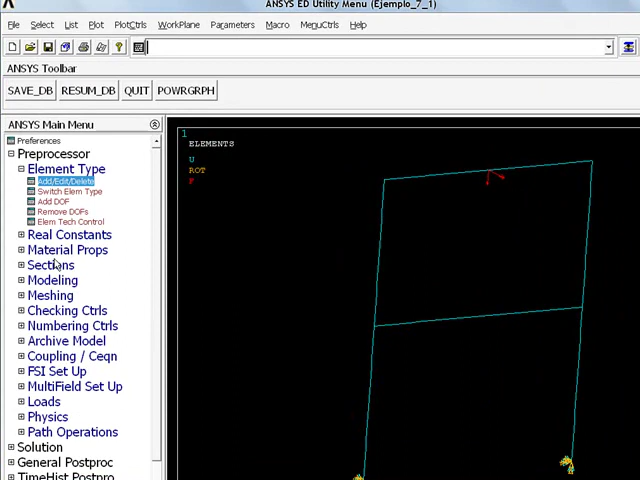 ANSYS ED Utility Menu (Ejemplo_7_1)
File Select List Plot PlotCtrls WorkPlane Parameters Macro MenuCtrls Help
ANSYS Toolbar
SAVE_DB RESUM_DB QUIT POWRGRPH
ANSYS Main Menu
Preferences
Preprocessor
Element Type
Add/Edit/Delete
Switch Elem Type
Add DOF
Remove DOFs
Elem Tech Control
Real Constants
Material Props
Sections
Modeling
Meshing
Checking Ctrls
Numbering Ctrls
Archive Model
Coupling / Ceqn
FSI Set Up
MultiField Set Up
Loads
Physics
Path Operations
Solution
General Postproc
TimeHist Postpro
1
ELEMENTS
U
ROT
F